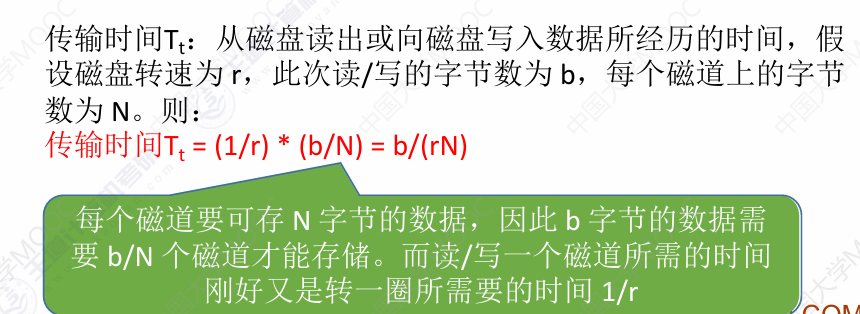 传输时间Tt：从磁盘读出或向磁盘写入数据所经历的时间，假
设磁盘转速为 r，此次读/写的字节数为 b，每个磁道上的字节
数为 N。则：
传输时间Tt = (1/r) * (b/N) = b/(rN)
每个磁道要可存 N 字节的数据，因此 b 字节的数据需
要 b/N 个磁道才能存储。而读/写一个磁道所需的时间
刚好又是转一圈所需要的时间 1/r